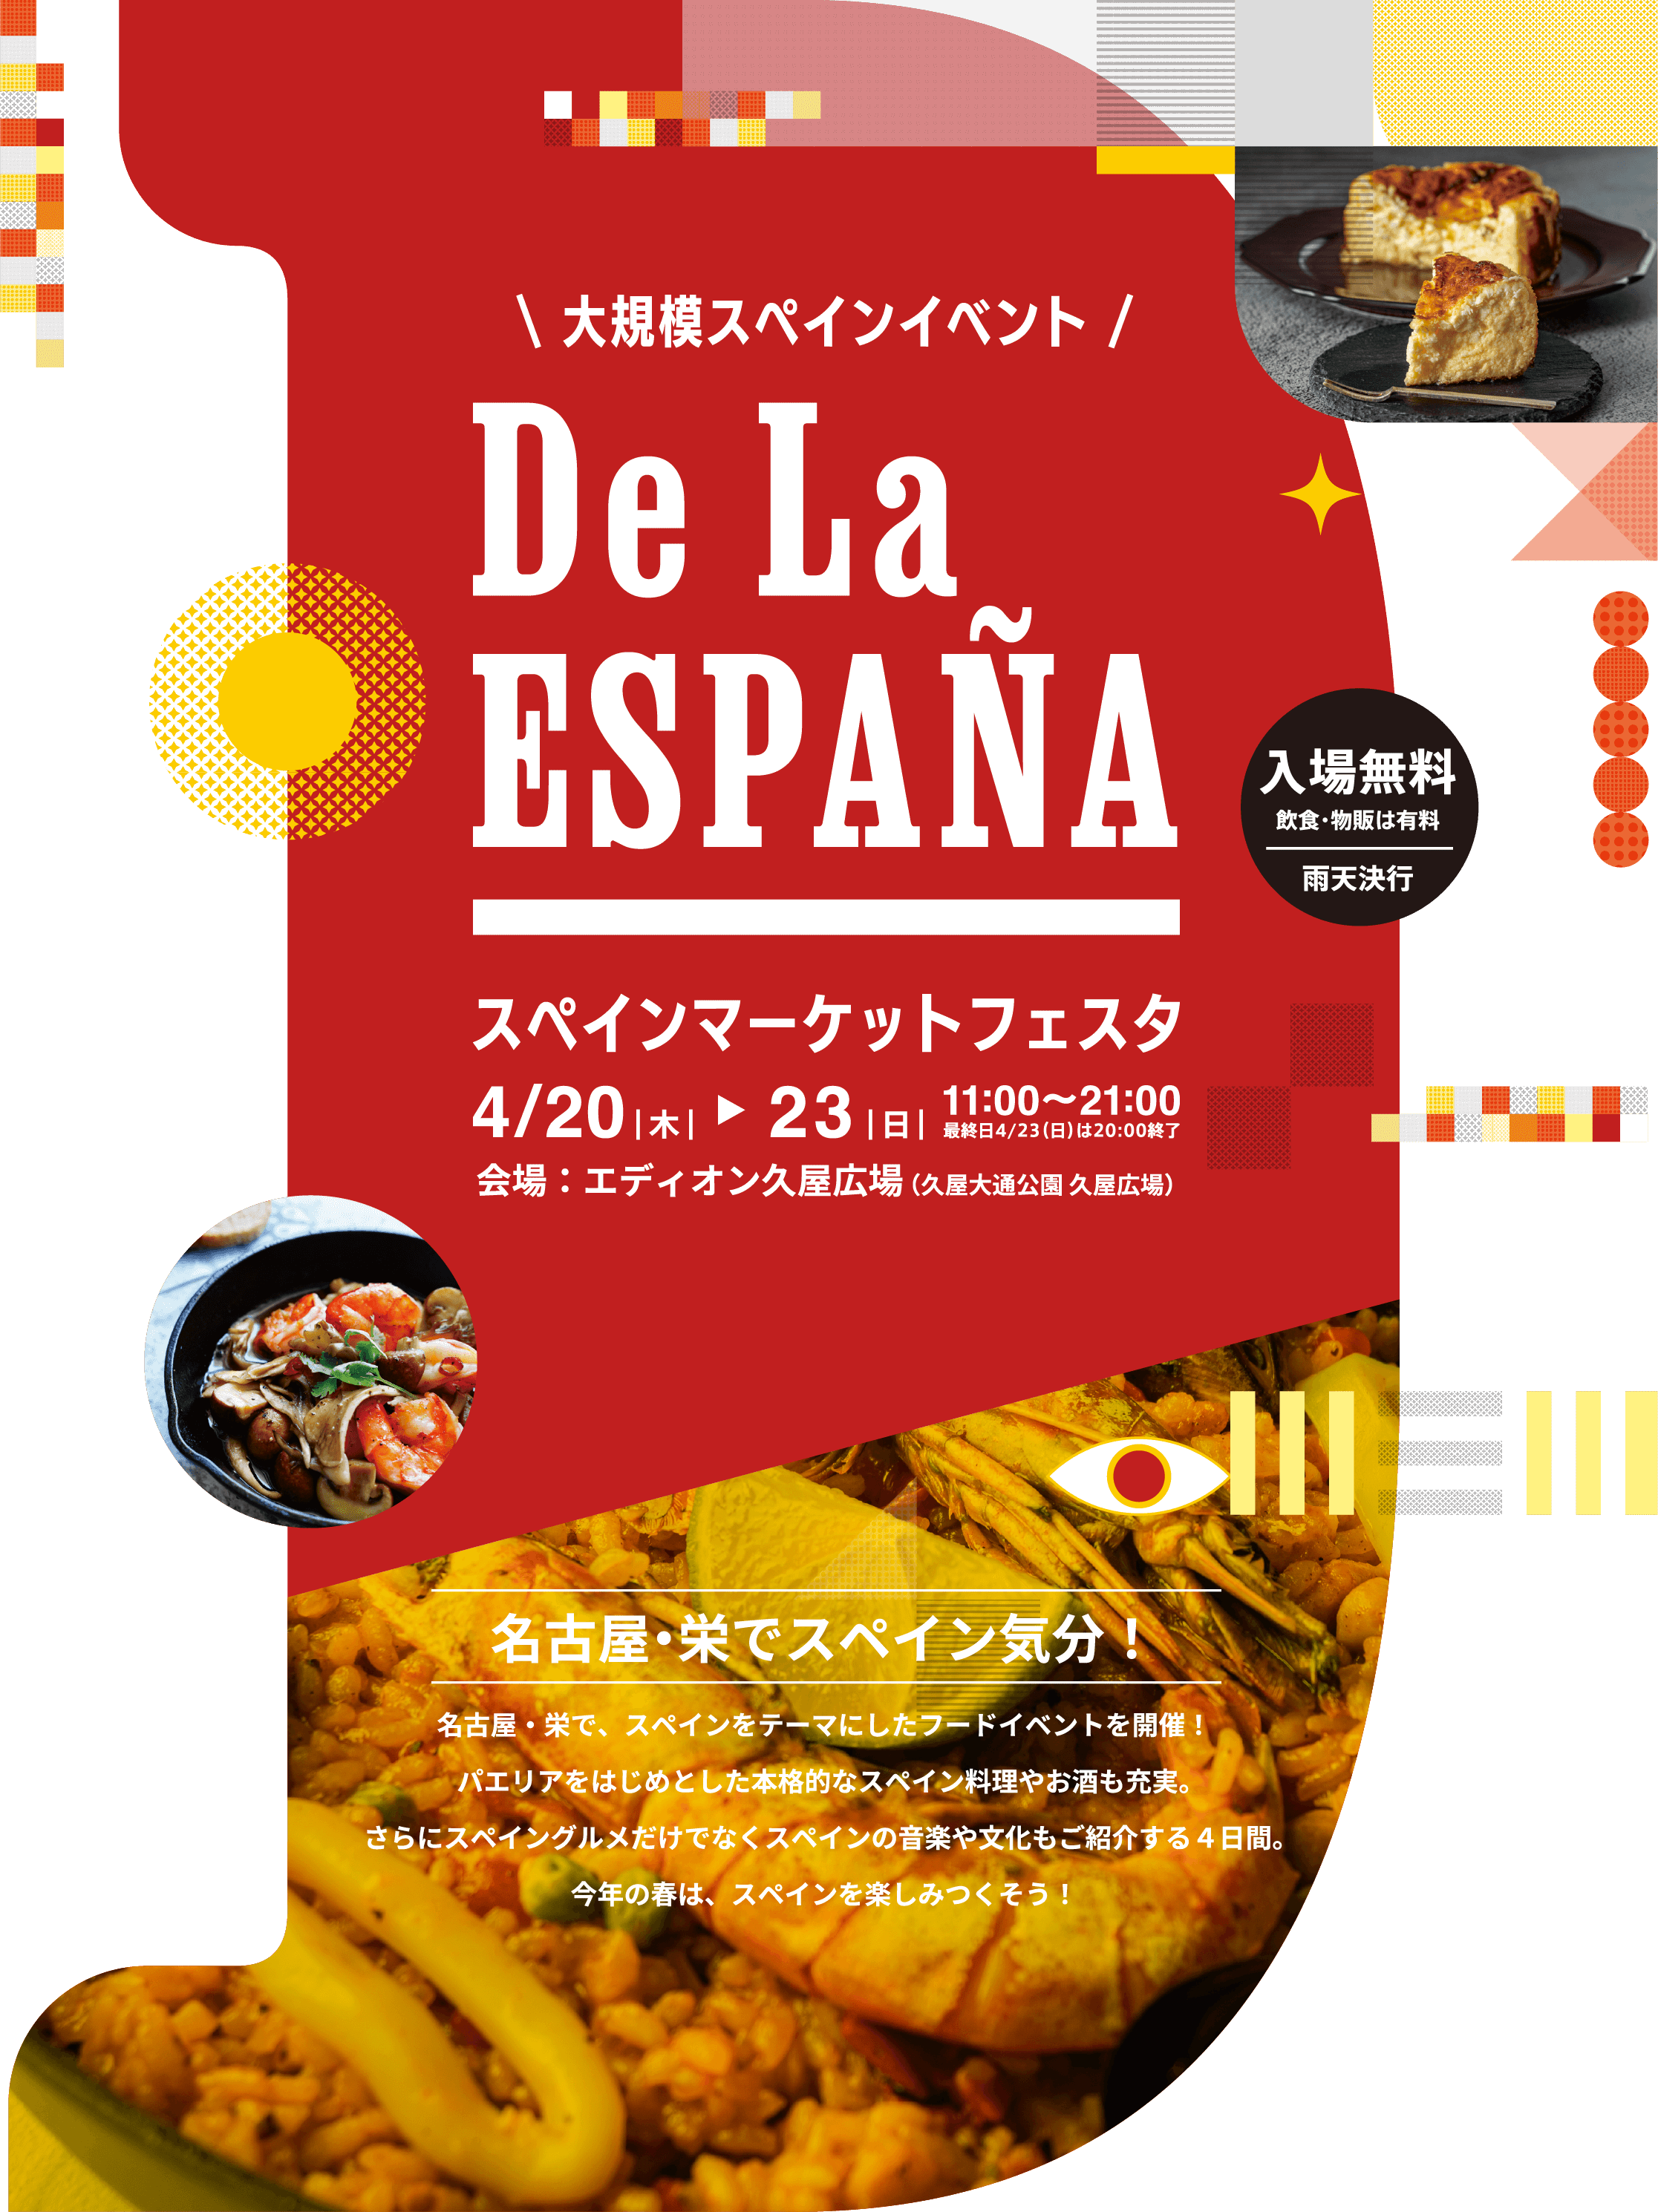 \ 大規模スペインイベント /
De La
ESPAÑA
入場無料
飲食・物販は有料
雨天決行
スペインマーケットフェスタ
4/20 |木| ▶ 23 |日| 11:00〜21:00
最終日4/23(日)は20:00終了
会場：エディオン久屋広場（久屋大通公園 久屋広場）
名古屋・栄でスペイン気分！
名古屋・栄で、スペインをテーマにしたフードイベントを開催！
パエリアをはじめとした本格的なスペイン料理やお酒も充実。
さらにスペイングルメだけでなくスペインの音楽や文化もご紹介する４日間。
今年の春は、スペインを楽しみつくそう！